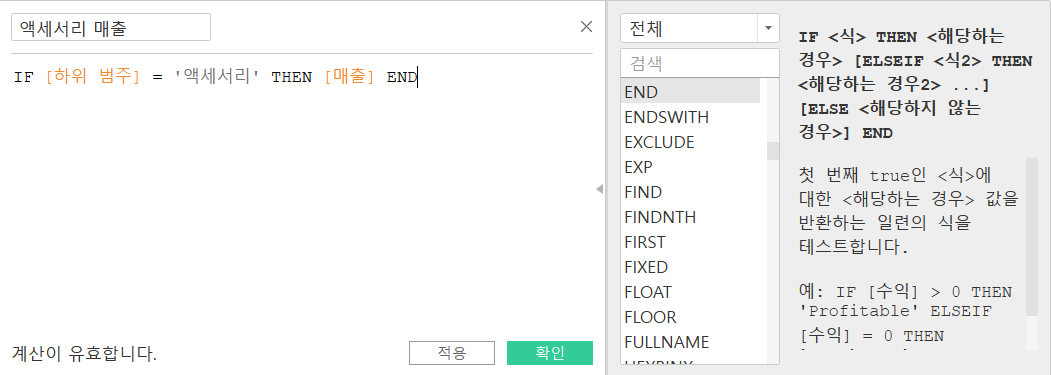 액세서리 매출
IF [하위 범주] = '액세서리' THEN [매출] END
계산이 유효합니다.
적용
확인
전체
검색
END
ENDSWITH
EXCLUDE
EXP
FIND
FINDNTH
FIRST
FIXED
FLOAT
FLOOR
FULLNAME
HEXBINX
IF <식> THEN <해당하는
경우> [ELSEIF <식2> THEN
<해당하는 경우2> ...]
[ELSE <해당하지 않는
경우>] END
첫 번째 true인 <식>에
대한 <해당하는 경우> 값을
반환하는 일련의 식을
테스트합니다.
예: IF [수익] > 0 THEN
'Profitable' ELSEIF
[수익] = 0 THEN